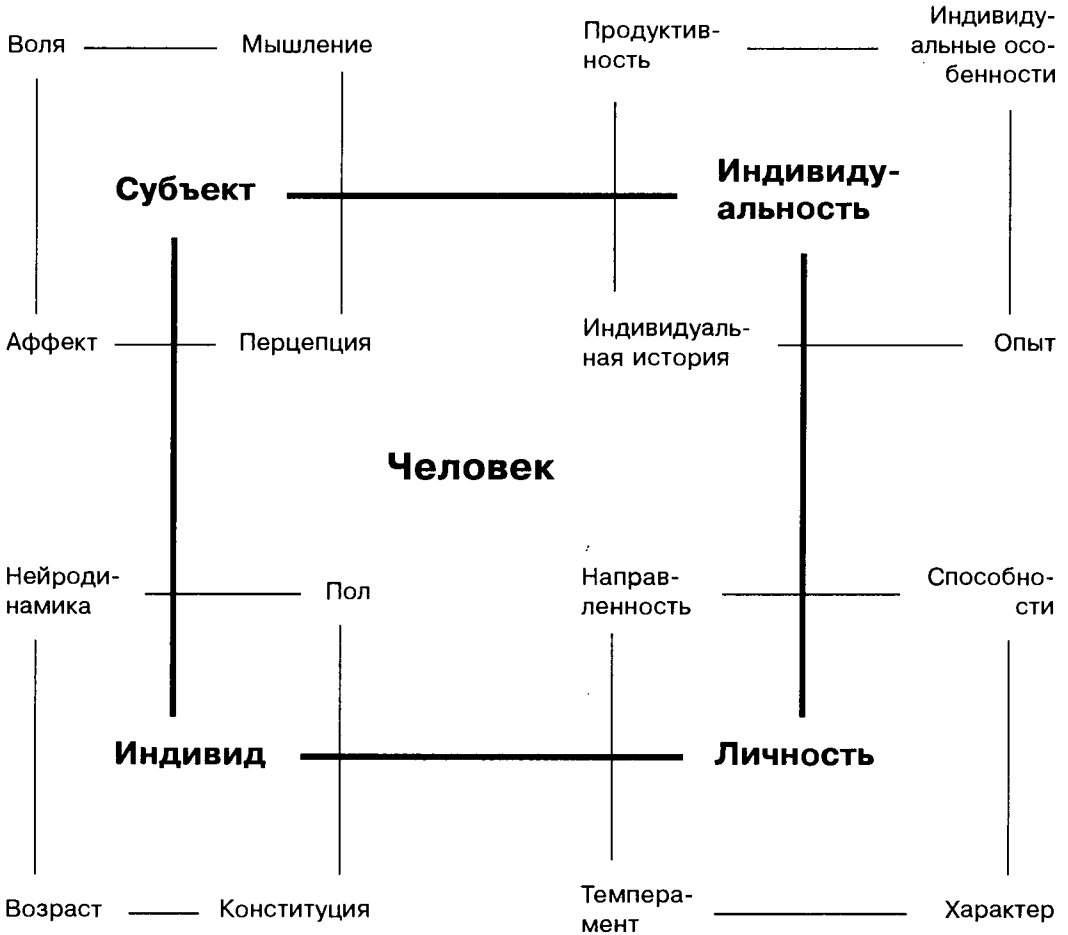 Воля
Мышление
Продуктив-
ность
Индивиду-
альные осо-
бенности
Субъект
Индивиду-
альность
Аффект
Перцепция
Индивидуаль-
ная история
Опыт
Человек
Нейроди-
намика
Пол
Направ-
ленность
Способно-
сти
Индивид
Личность
Возраст
Конституция
Темпера-
мент
Характер